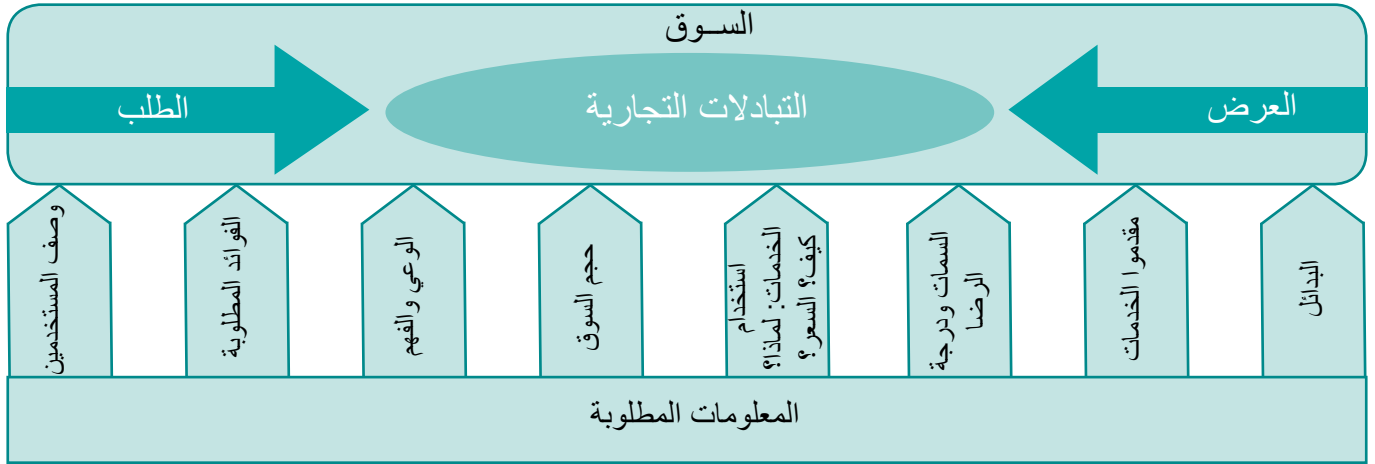 السـوق
العرض
التبادلات التجارية
الطلب
البدائل
مقدموا الخدمات
السمات ودرجة
الرضا
استخدام
الخدمات: لماذا؟
كيف؟ السعر؟
حجم السوق
الوعي والفهم
الفوائد المطلوبة
وصف المستخدمين
المعلومات المطلوبة